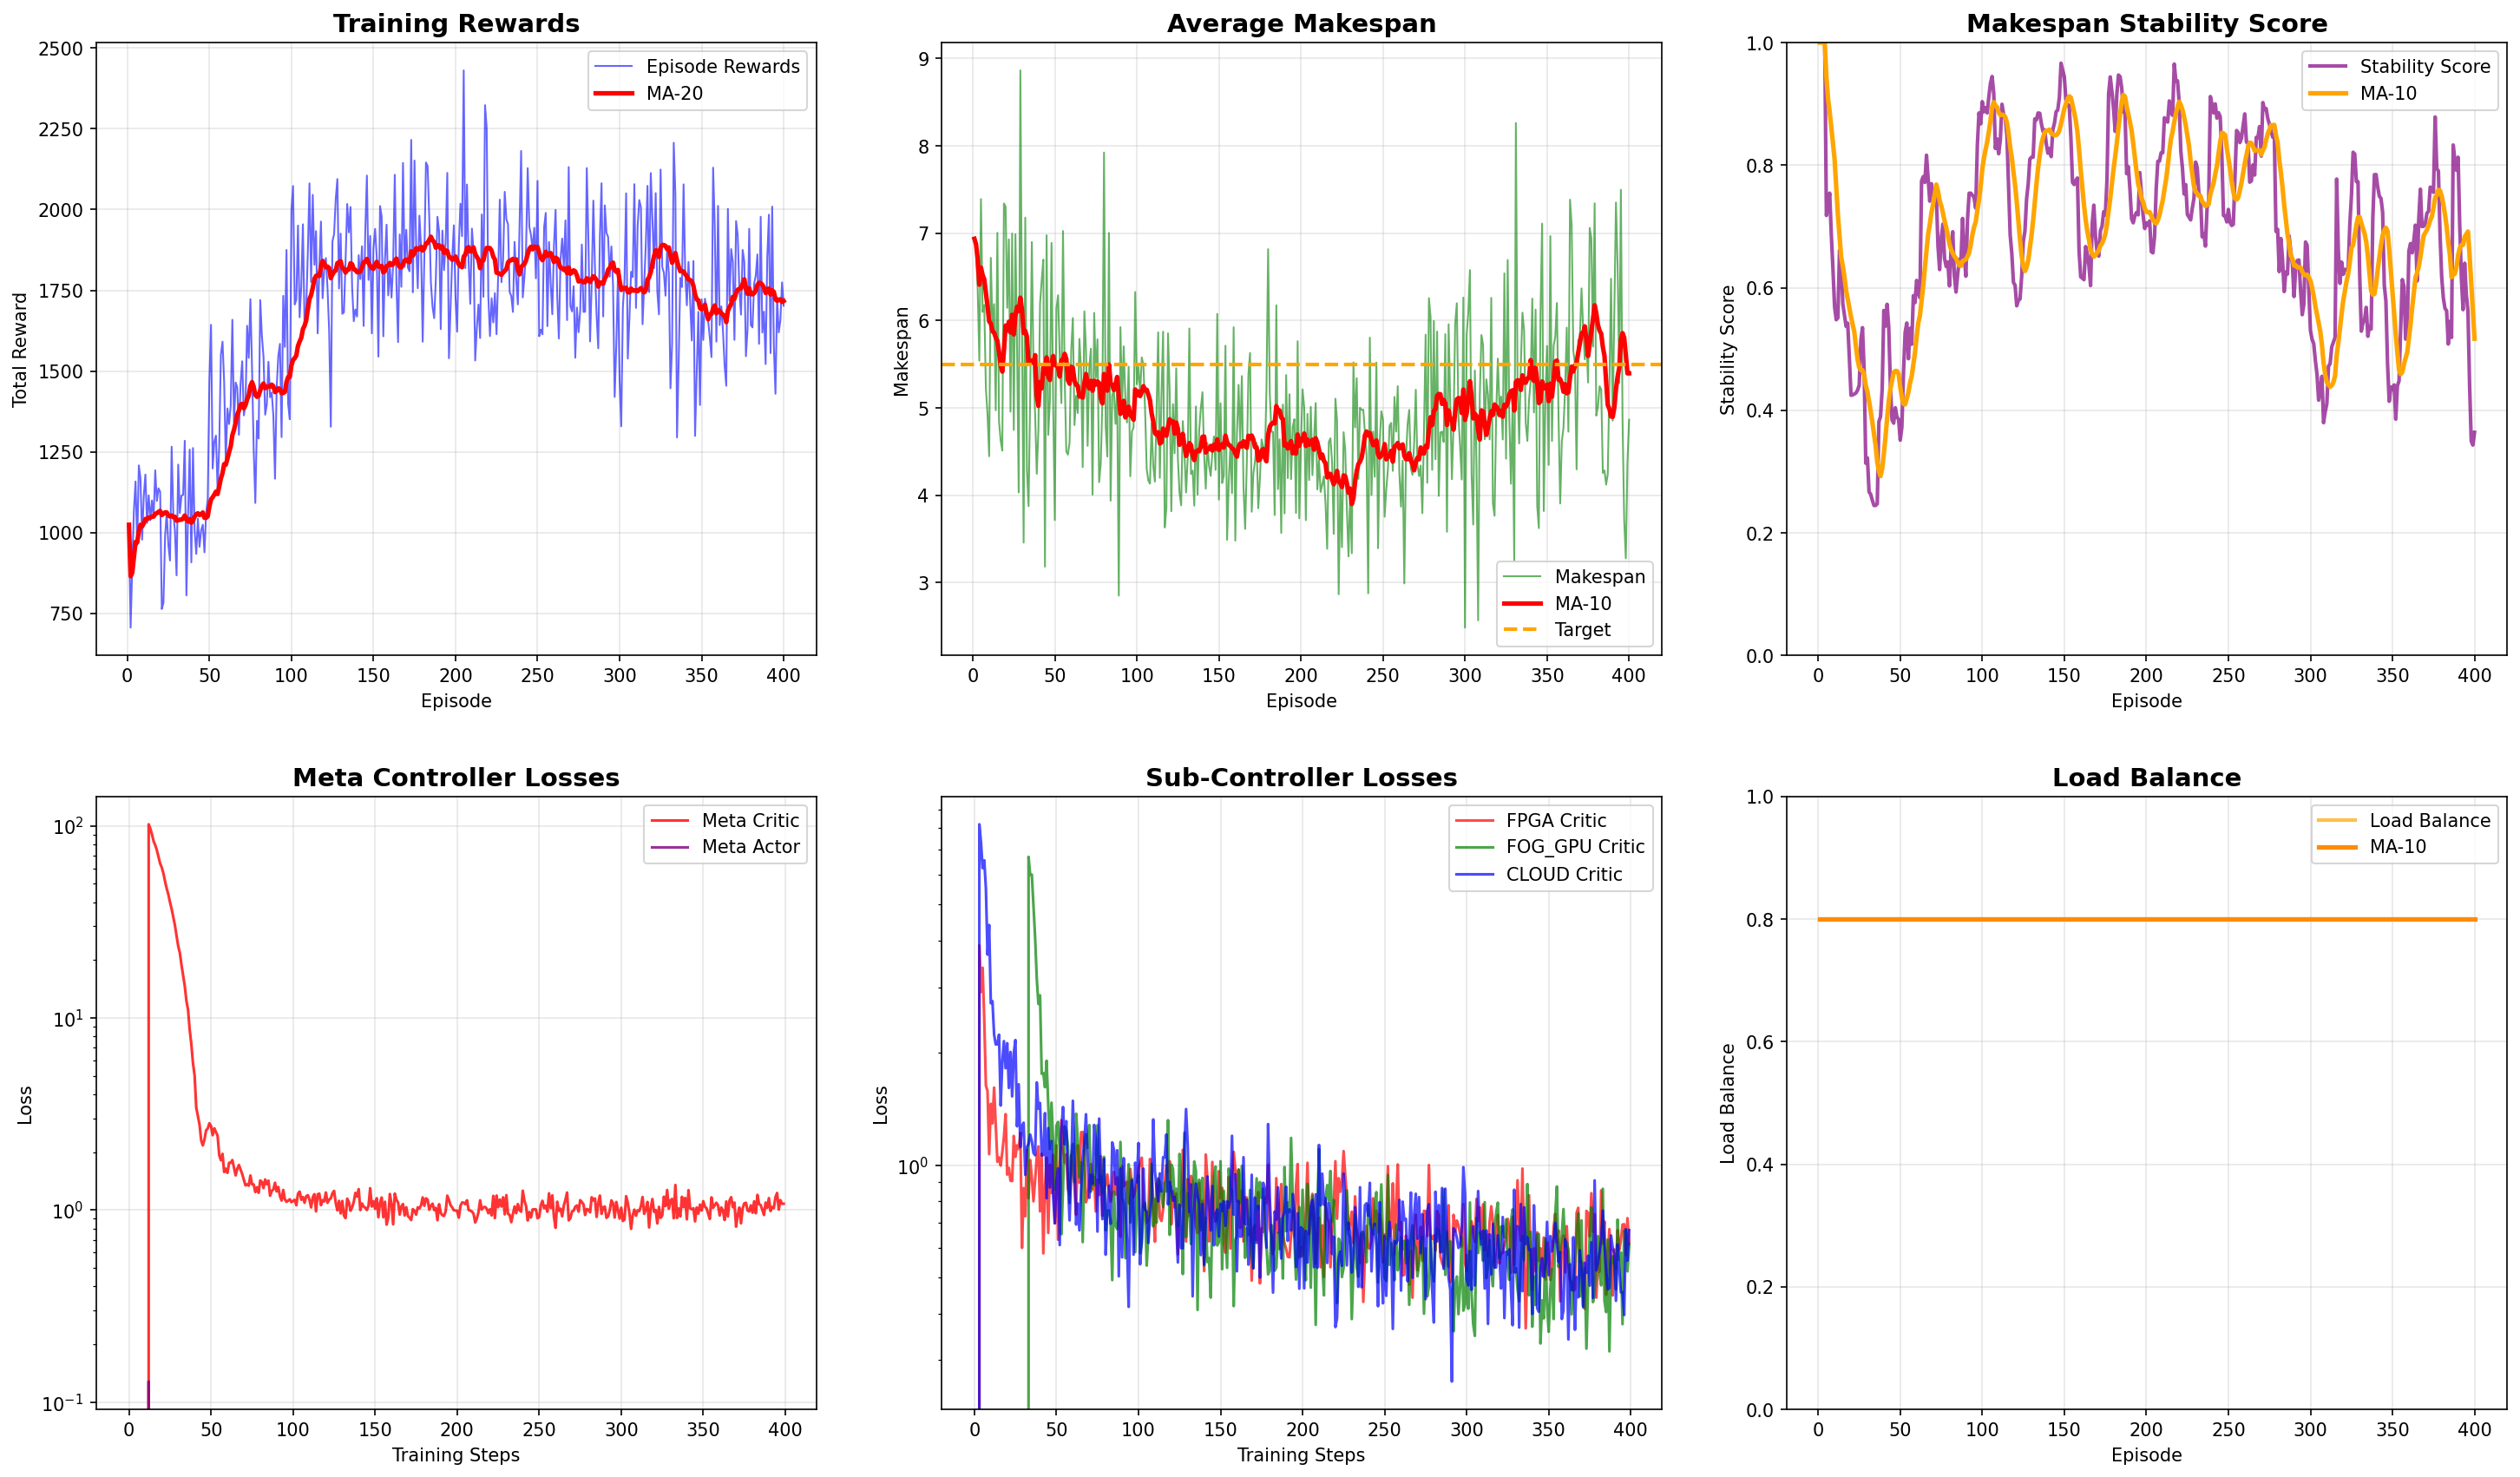 Training Rewards
2500
2250
2000
1750
1500
1250
1000
750
Total Reward
Episode Rewards
MA-20
0 50 100 150 200 250 300 350 400
Episode
Average Makespan
9
8
7
6
5
4
3
Makespan
Makespan
MA-10
Target
0 50 100 150 200 250 300 350 400
Episode
Makespan Stability Score
1.0
0.8
0.6
0.4
0.2
0.0
Stability Score
Stability Score
MA-10
0 50 100 150 200 250 300 350 400
Episode
Meta Controller Losses
10²
10¹
10⁰
10⁻¹
Loss
Meta Critic
Meta Actor
0 50 100 150 200 250 300 350 400
Training Steps
Sub-Controller Losses
10⁰
Loss
FPGA Critic
FOG_GPU Critic
CLOUD Critic
0 50 100 150 200 250 300 350 400
Training Steps
Load Balance
1.0
0.8
0.6
0.4
0.2
0.0
Load Balance
Load Balance
MA-10
0 50 100 150 200 250 300 350 400
Episode